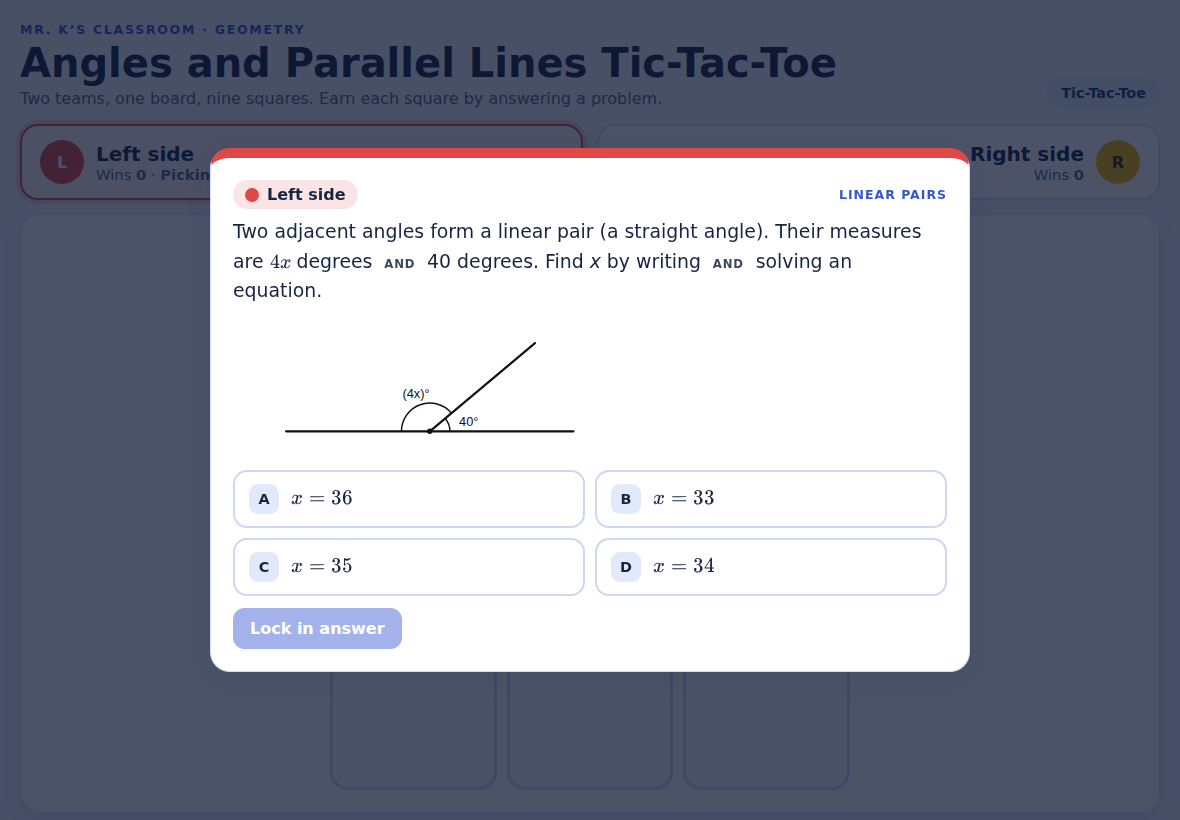 MR. K’S CLASSROOM · GEOMETRY
Angles and Parallel Lines Tic-Tac-Toe
Two teams, one board, nine squares. Earn each square by answering a problem.
Tic-Tac-Toe
L
Left side
Wins 0 · Pickin
Right side
Wins 0
R
Left side
LINEAR PAIRS
Two adjacent angles form a linear pair (a straight angle). Their measures
are 4x degrees AND 40 degrees. Find x by writing AND solving an
equation.
(4x)°
40°
A x = 36
B x = 33
C x = 35
D x = 34
Lock in answer